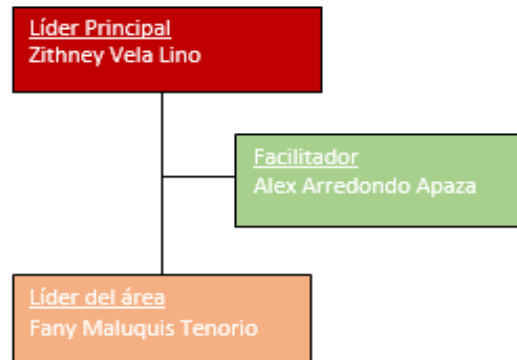 Líder Principal
Zithney Vela Lino
Facilitador
Alex Arredondo Apaza
Líder del área
Fany Maluquis Tenorio